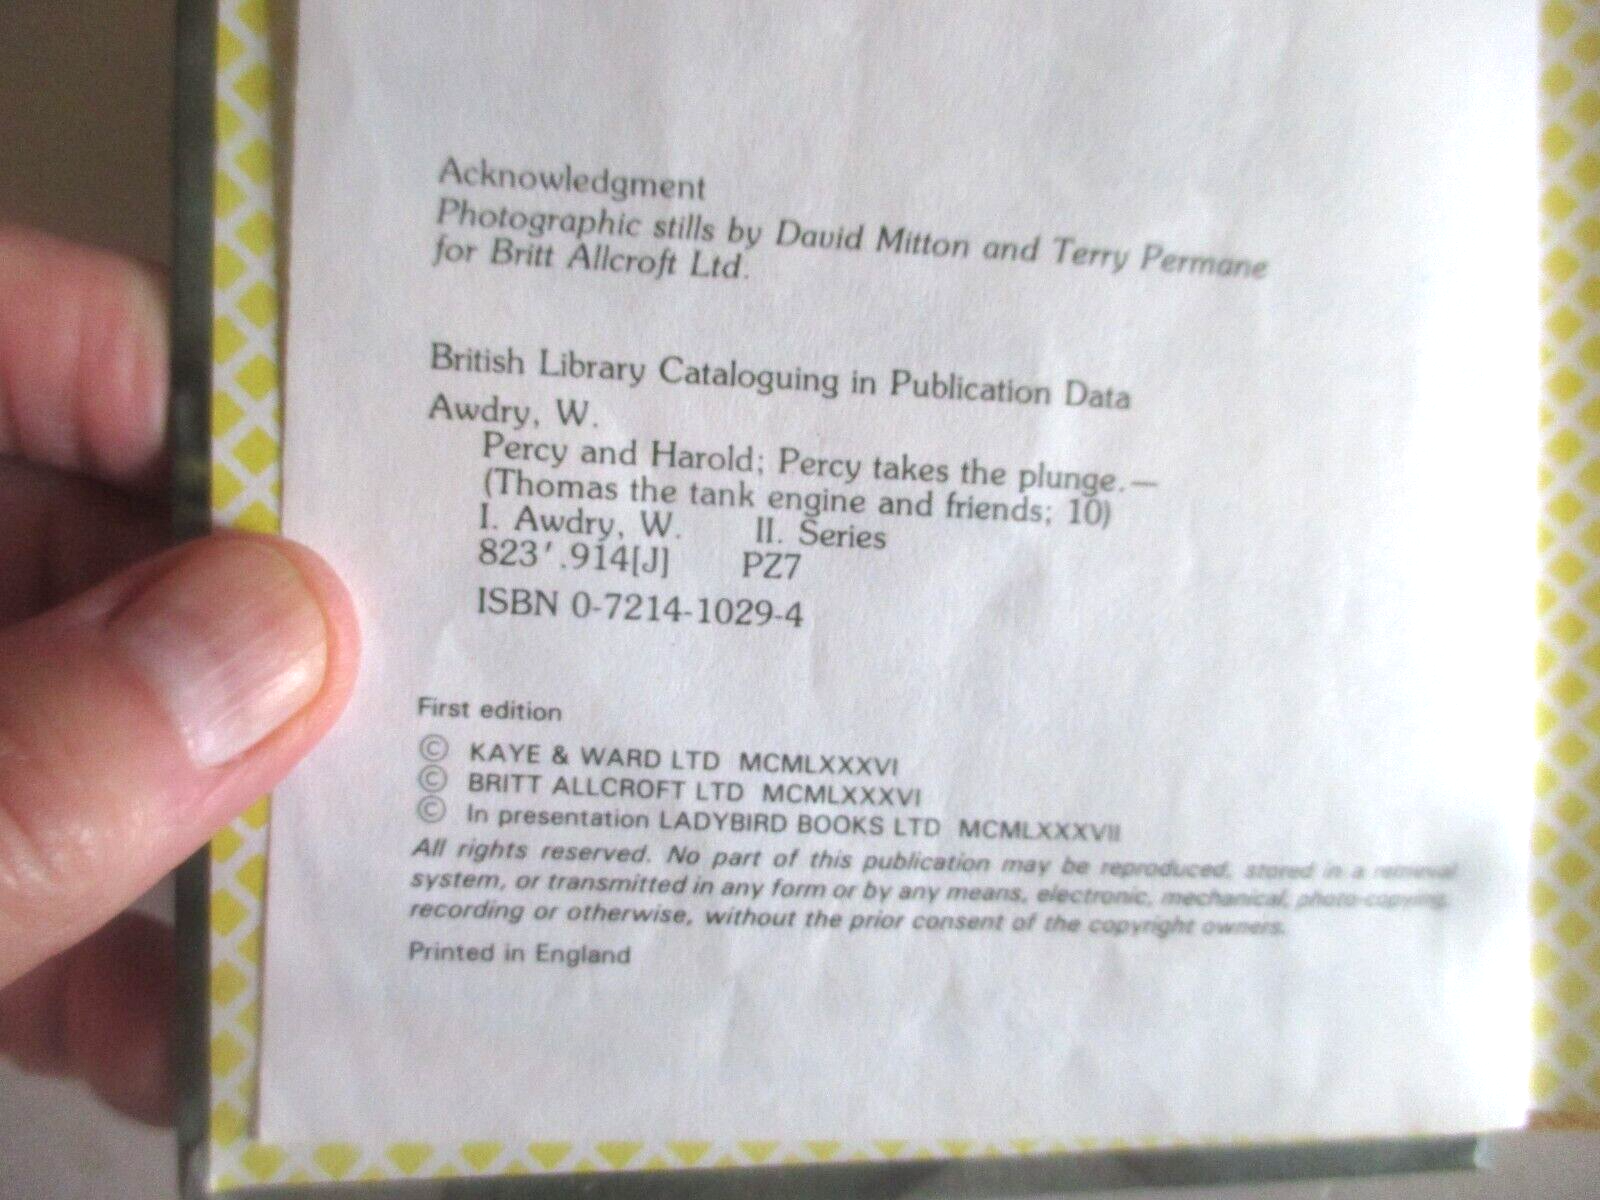 Acknowledgment
Photographic stills by David Mitton and Terry Permane
for Britt Allcroft Ltd.
British Library Cataloguing in Publication Data
Awdry, W.
Percy and Harold; Percy takes the plunge.—
(Thomas the tank engine and friends; 10)
I. Awdry, W. II. Series
823′.914[J] PZ7
ISBN 0-7214-1029-4
First edition
© KAYE & WARD LTD MCMLXXXVI
© BRITT ALLCROFT LTD MCMLXXXVI
© In presentation LADYBIRD BOOKS LTD MCMLXXXVII
All rights reserved. No part of this publication may be reproduced, stored in a retrieval
system, or transmitted in any form or by any means, electronic, mechanical, photo-copying,
recording or otherwise, without the prior consent of the copyright owners.
Printed in England